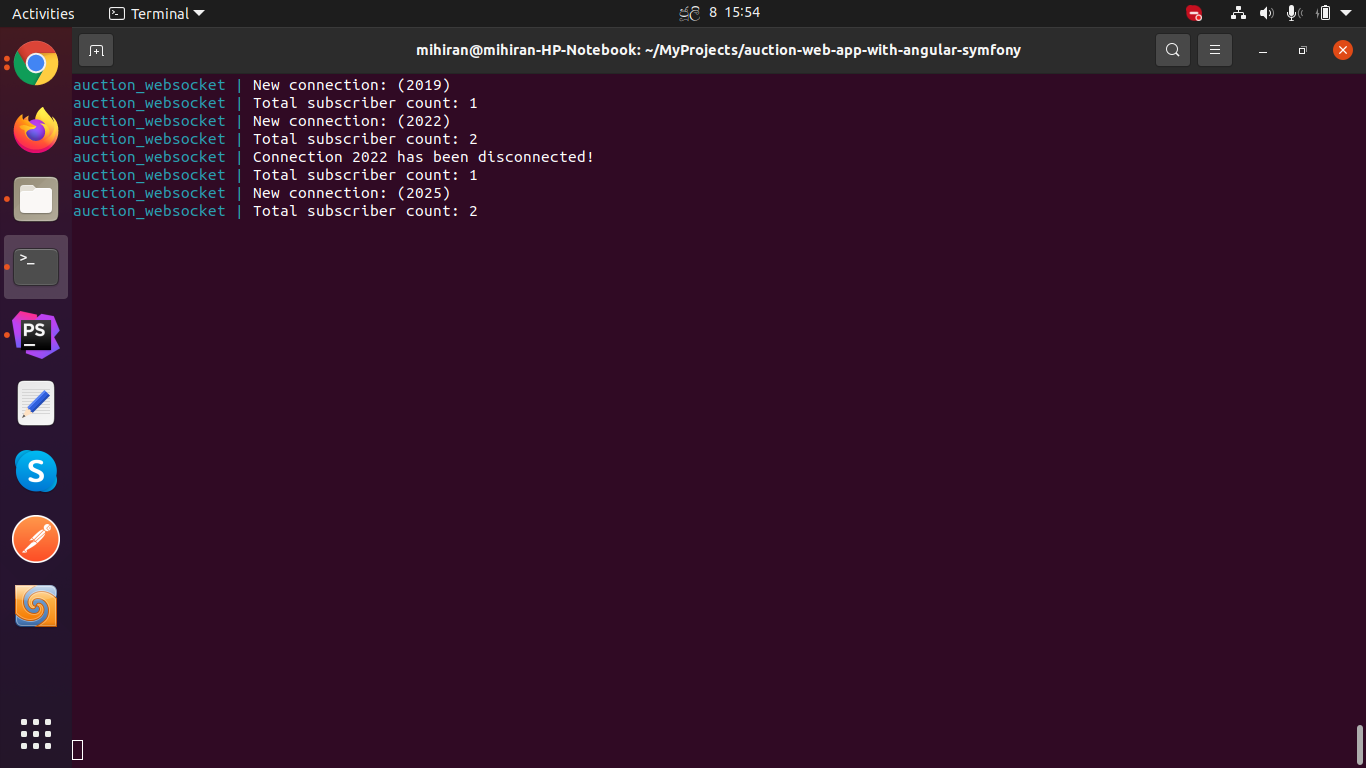 Activities
Terminal
ජූලි 8 15:54
mihiran@mihiran-HP-Notebook: ~/MyProjects/auction-web-app-with-angular-symfony
auction_websocket | New connection: (2019)
auction_websocket | Total subscriber count: 1
auction_websocket | New connection: (2022)
auction_websocket | Total subscriber count: 2
auction_websocket | Connection 2022 has been disconnected!
auction_websocket | Total subscriber count: 1
auction_websocket | New connection: (2025)
auction_websocket | Total subscriber count: 2
>_
PS
S